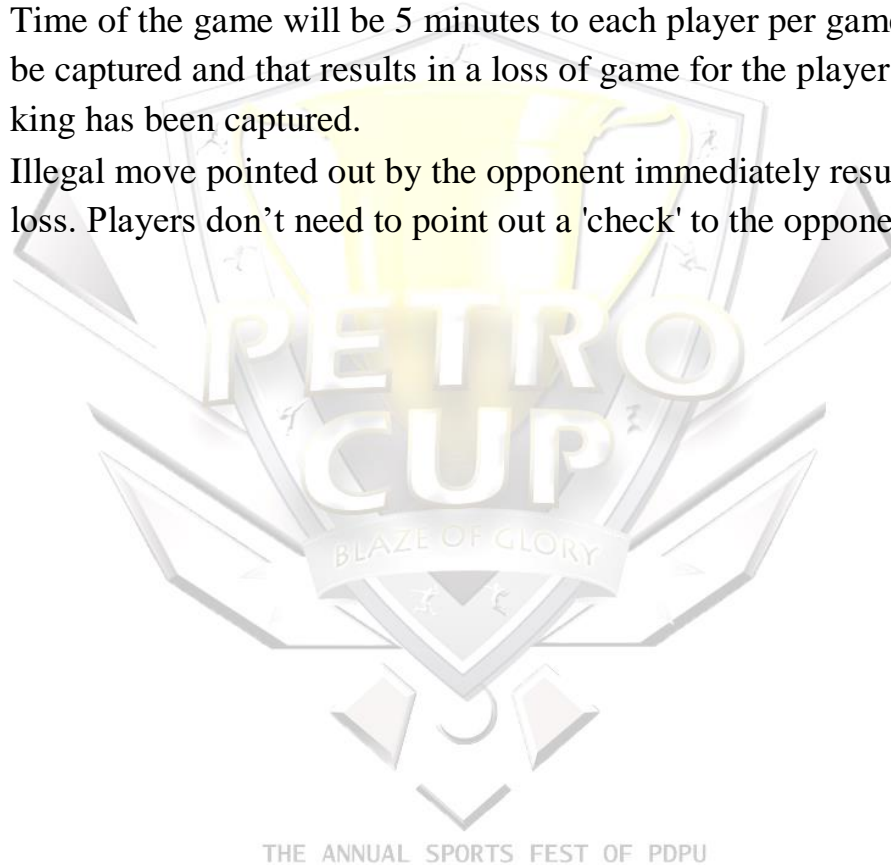 Time of the game will be 5 minutes to each player per game
be captured and that results in a loss of game for the player
king has been captured.
Illegal move pointed out by the opponent immediately resu
loss. Players don’t need to point out a 'check' to the oppone
PETRO
CUP
BLAZE OF GLORY
THE ANNUAL SPORTS FEST OF PDPU